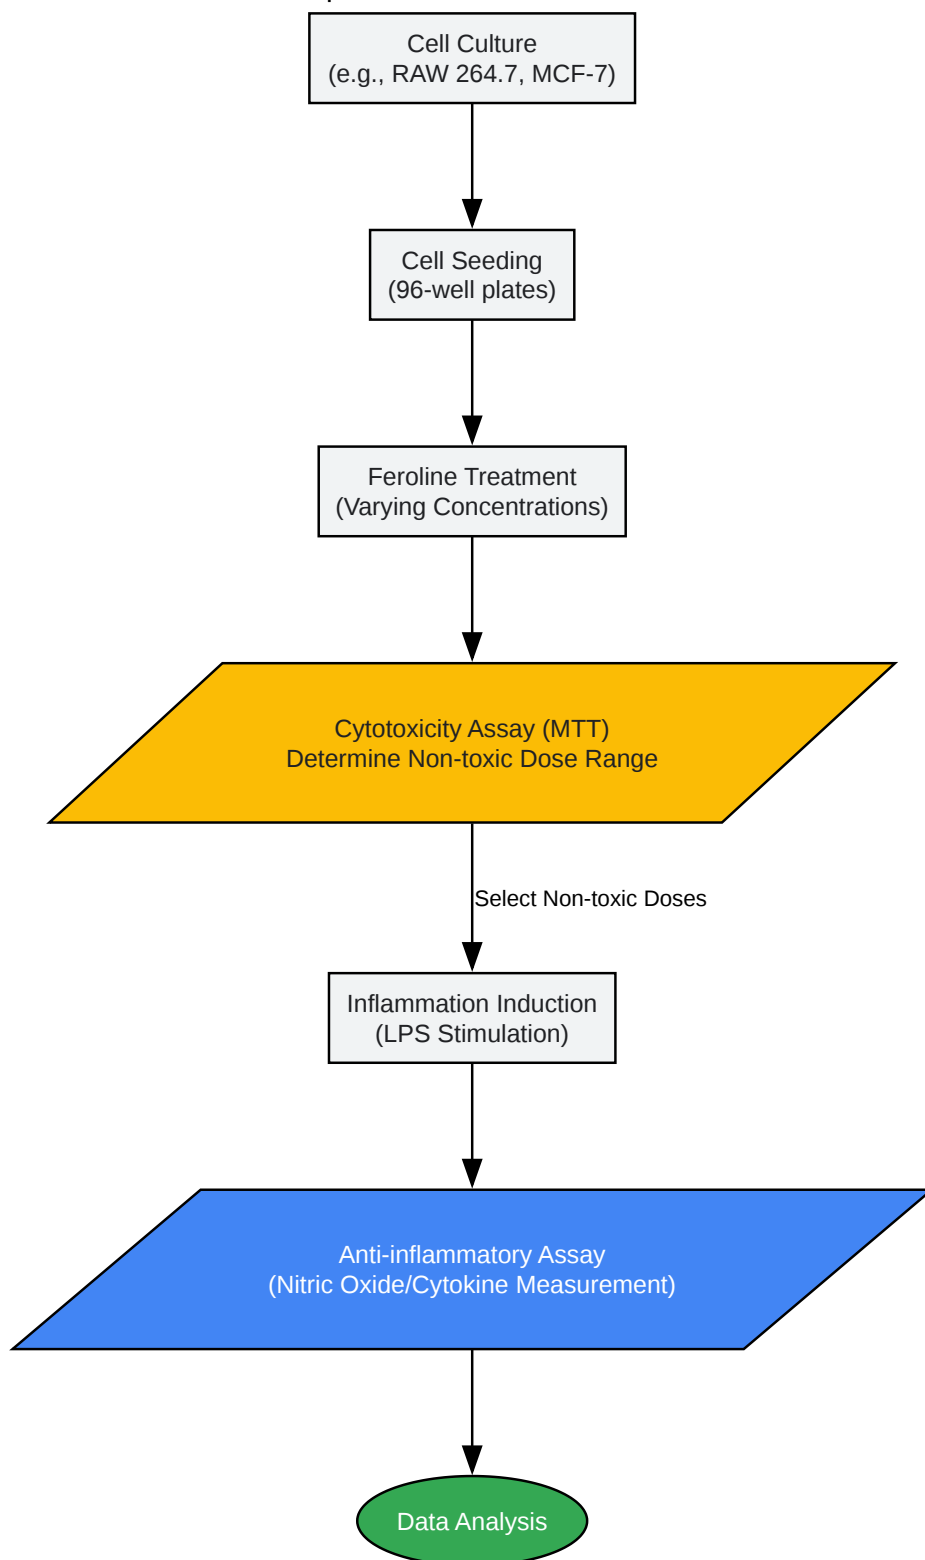 Cell Culture
(e.g., RAW 264.7, MCF-7)
Cell Seeding
(96-well plates)
Feroline Treatment
(Varying Concentrations)
Cytotoxicity Assay (MTT)
Determine Non-toxic Dose Range
Select Non-toxic Doses
Inflammation Induction
(LPS Stimulation)
Anti-inflammatory Assay
(Nitric Oxide/Cytokine Measurement)
Data Analysis